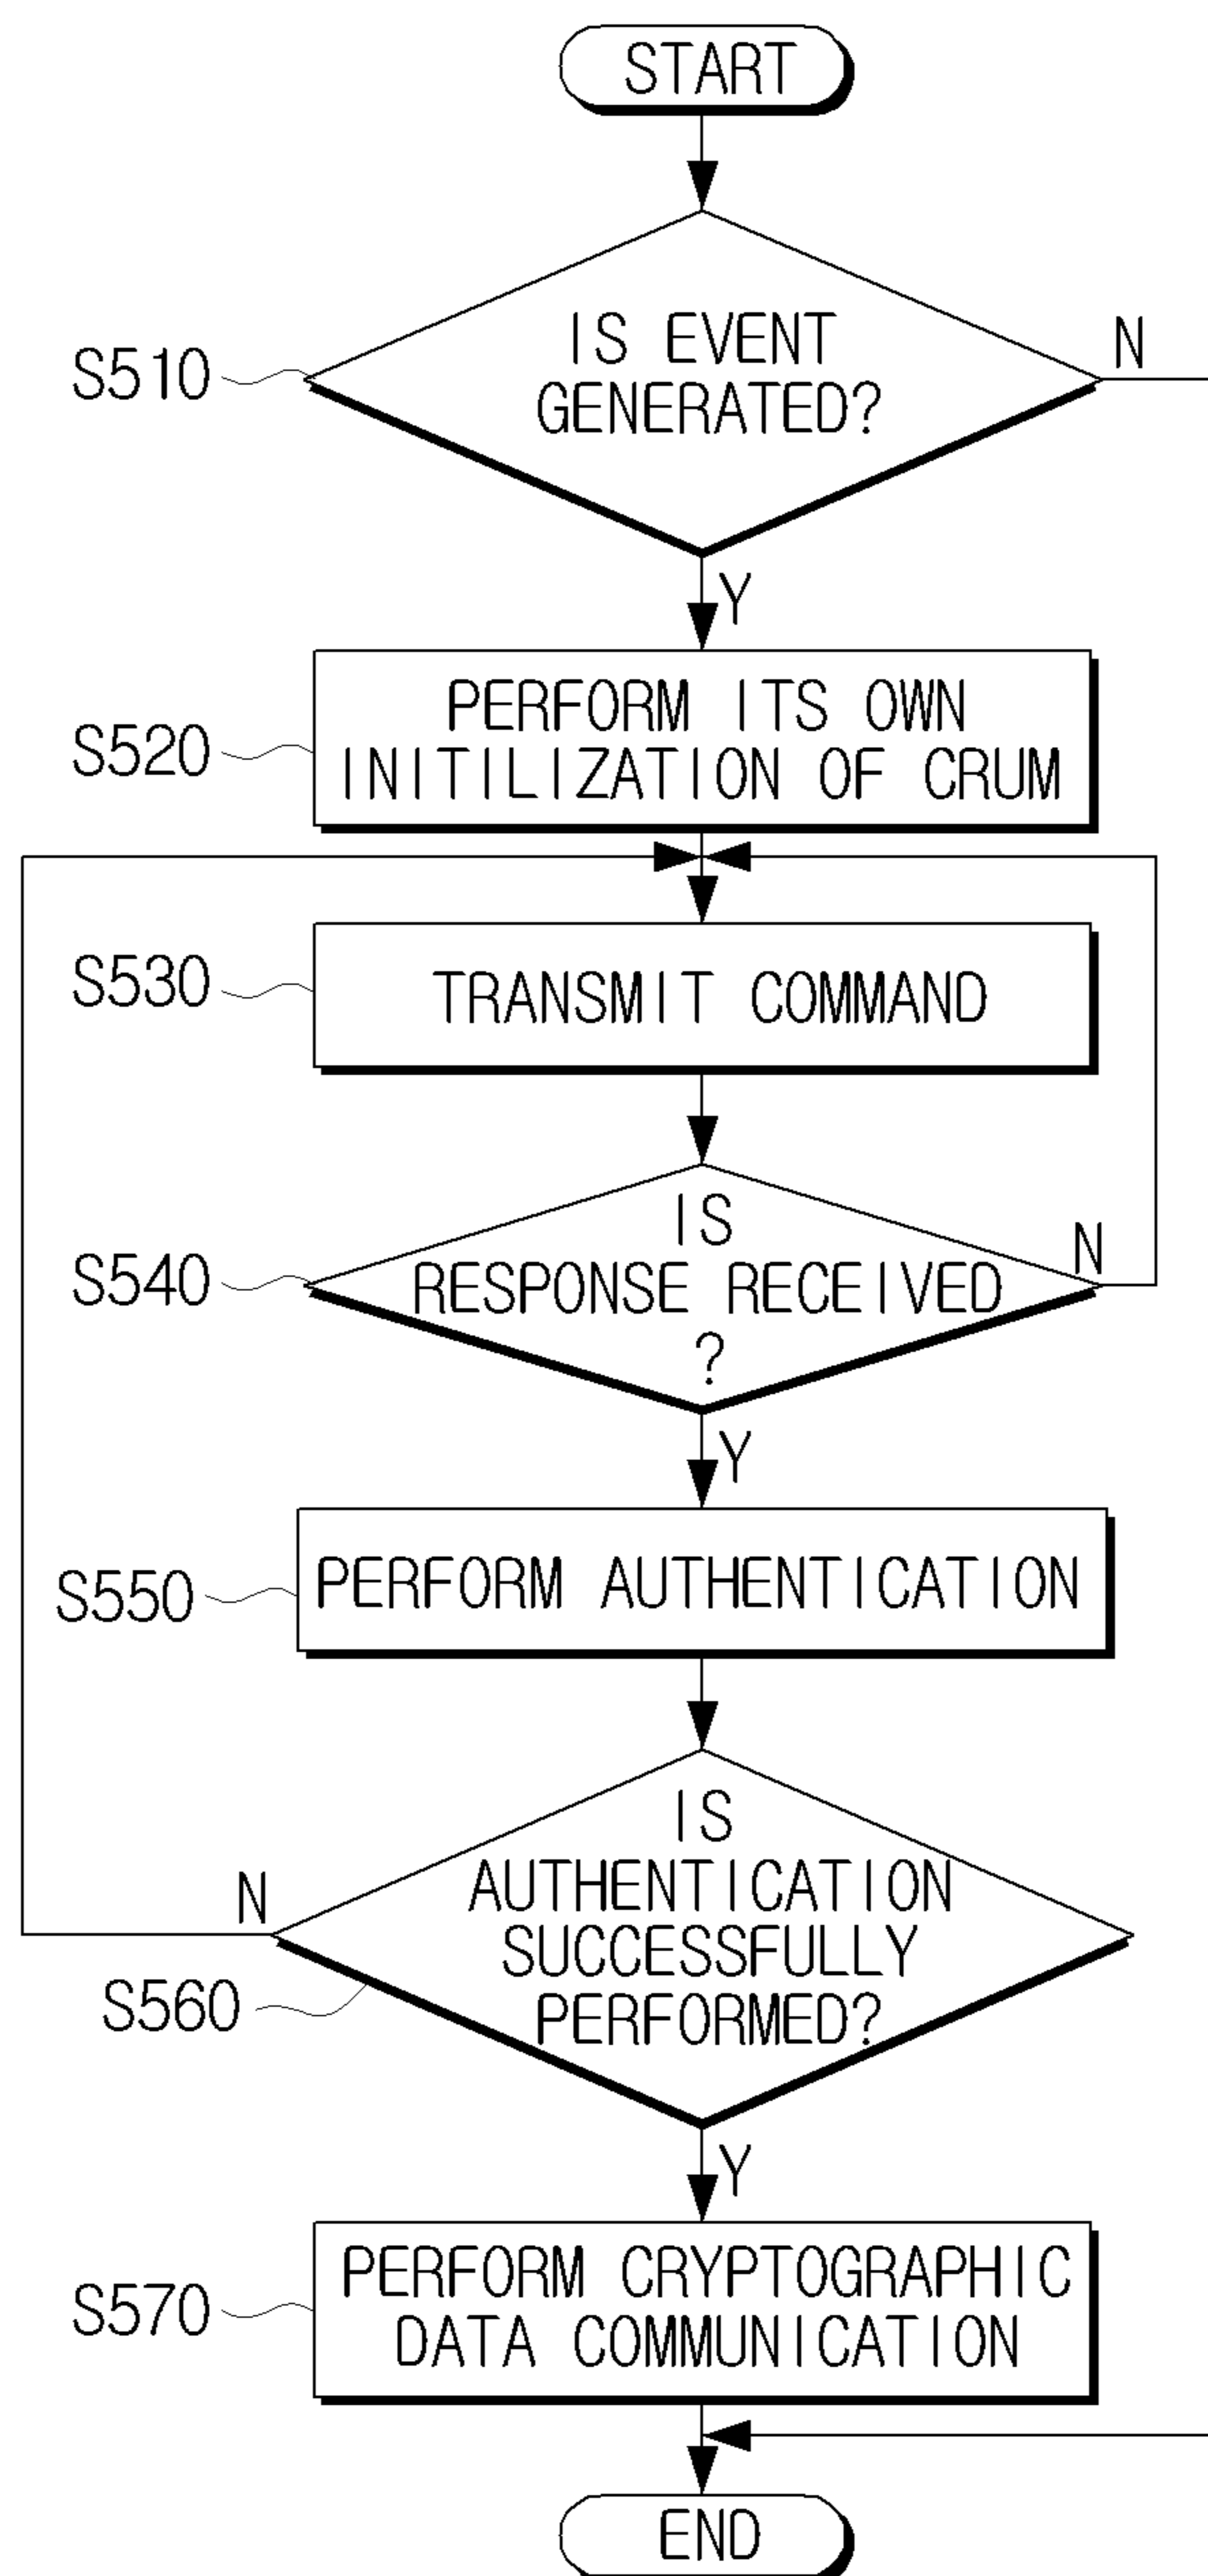 START
IS EVENT
GENERATED?
N
S510
Y
PERFORM ITS OWN
INITILIZATION OF CRUM
S520
S530
TRANSMIT COMMAND
IS
RESPONSE RECEIVED
?
N
S540
Y
S550
PERFORM AUTHENTICATION
IS
AUTHENTICATION
SUCCESSFULLY
PERFORMED?
N
S560
Y
PERFORM CRYPTOGRAPHIC
DATA COMMUNICATION
S570
END